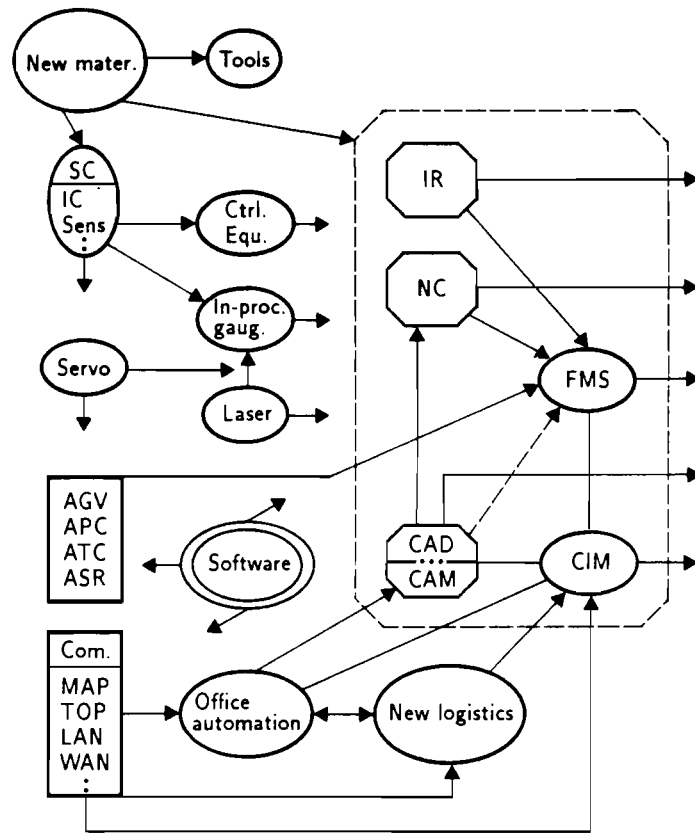 New mater.
Tools
SC
IC
Sens
Ctrl.
Equ.
In-proc.
gaug.
Servo
Laser
IR
NC
FMS
AGV
APC
ATC
ASR
Software
CAD
CAM
CIM
Com.
MAP
TOP
LAN
WAN
Office
automation
New logistics